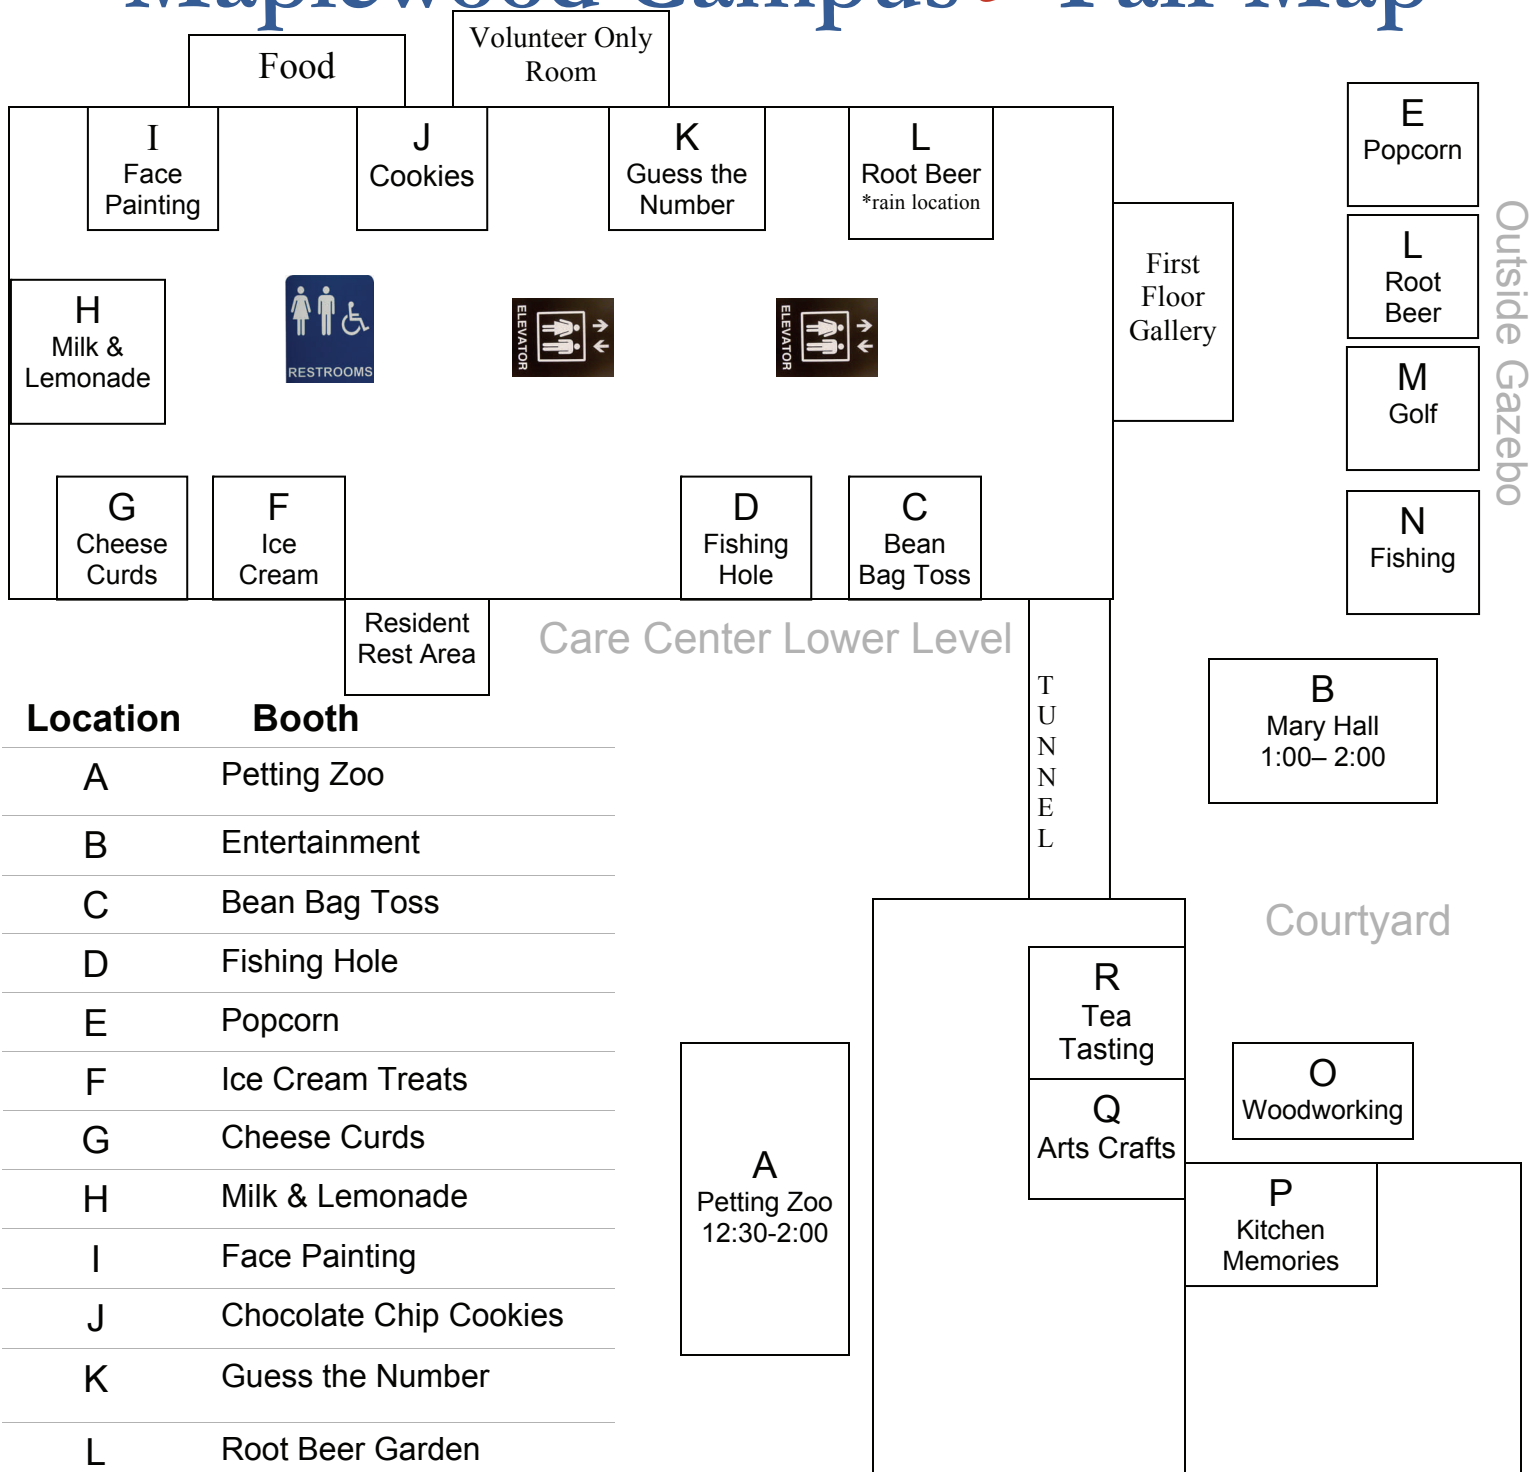 Maplewood Campus Fair Map
Food
Volunteer Only
Room
I
Face
Painting
J
Cookies
K
Guess the
Number
L
Root Beer
*rain location
E
Popcorn
L
Root
Beer
M
Golf
N
Fishing
Outside Gazebo
First
Floor
Gallery
H
Milk &
Lemonade
RESTROOMS
ELEVATOR
ELEVATOR
G
Cheese
Curds
F
Ice
Cream
D
Fishing
Hole
C
Bean
Bag Toss
Resident
Rest Area
Care Center Lower Level
TUNNEL
B
Mary Hall
1:00– 2:00
Courtyard
R
Tea
Tasting
Q
Arts Crafts
O
Woodworking
P
Kitchen
Memories
A
Petting Zoo
12:30-2:00
Location Booth
A Petting Zoo
B Entertainment
C Bean Bag Toss
D Fishing Hole
E Popcorn
F Ice Cream Treats
G Cheese Curds
H Milk & Lemonade
I Face Painting
J Chocolate Chip Cookies
K Guess the Number
L Root Beer Garden